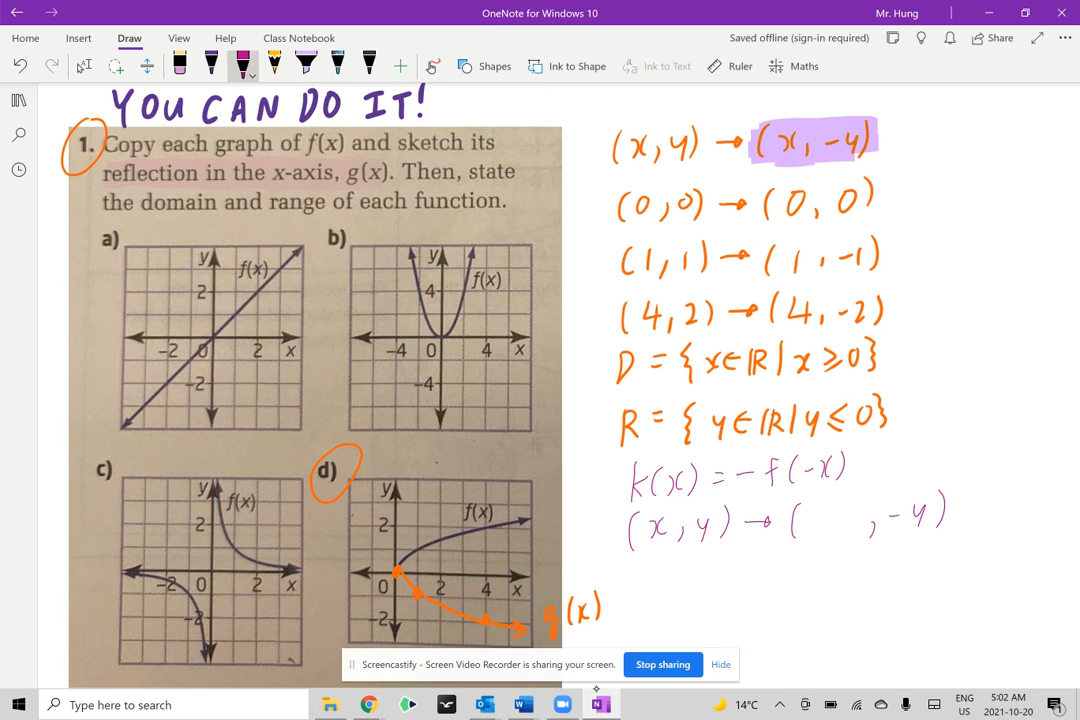 OneNote for Windows 10
Mr. Hung
Home Insert Draw View Help Class Notebook
Saved offline (sign-in required)
Share
Shapes Ink to Shape Ink to Text Ruler Maths
YOU CAN DO IT!
1. Copy each graph of f(x) and sketch its
reflection in the x-axis, g(x). Then, state
the domain and range of each function.
a)
y
f(x)
2
-2 0 2 x
-2
b)
y
f(x)
4
-4 0 4 x
-4
c)
y
f(x)
2
-2 0 2 x
-2
d)
y
f(x)
2
0 2 4 x
-2
g(x)
(x, y) → (x, -y)
(0, 0) → (0, 0)
(1, 1) → (1, -1)
(4, 2) → (4, -2)
D = {x∈ℝ | x ≥ 0}
R = {y∈ℝ | y ≤ 0}
k(x) = -f(-x)
(x, y) → ( , -y)
Screencastify - Screen Video Recorder is sharing your screen.
Stop sharing
Hide
Type here to search
14°C
ENG
US
5:02 AM
2021-10-20
1